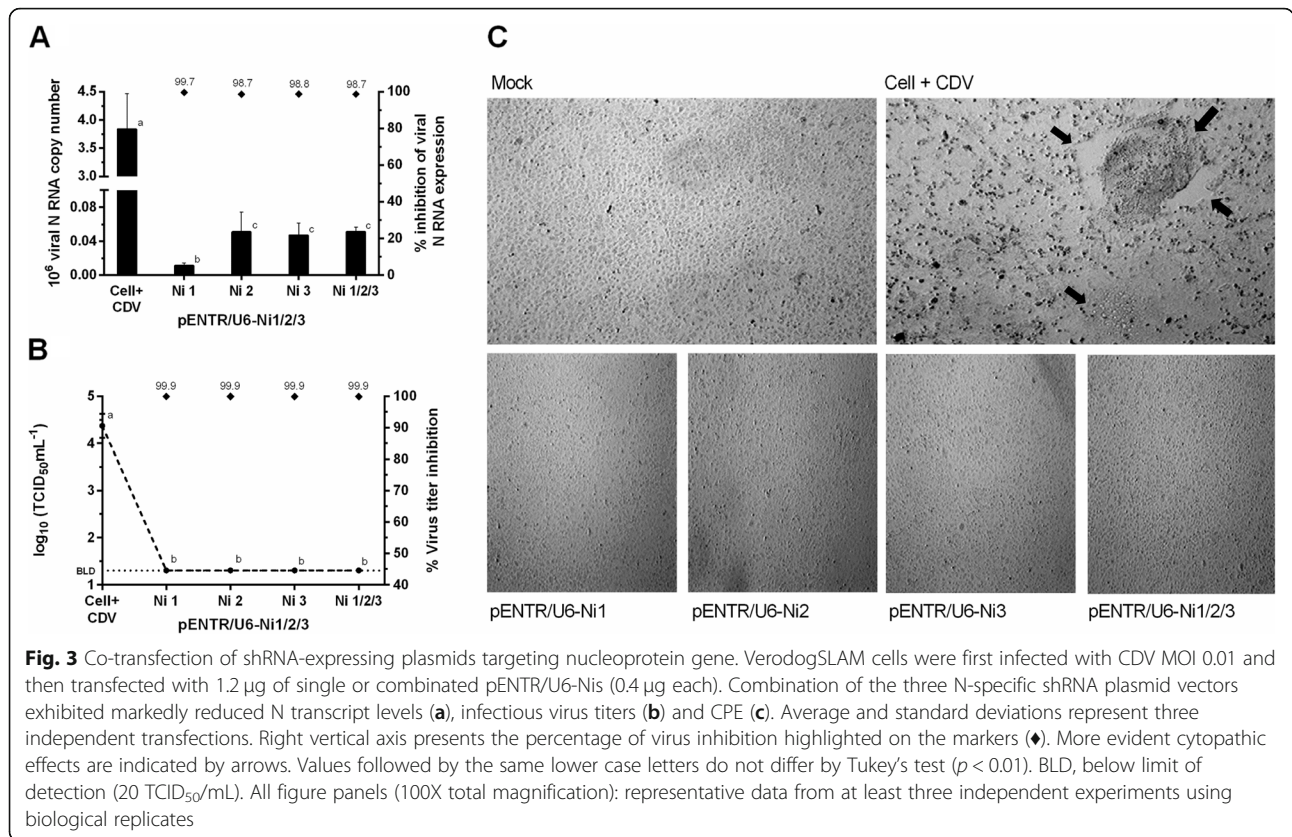 A
99.7
98.7
98.8
98.7
4.5
4.0
3.5
3.0
0.08
0.04
0.00
10⁶ viral N RNA copy number
100
80
60
40
20
0
% inhibition of viral
N RNA expression
a
b
c
c
c
Cell+
CDV
Ni 1
Ni 2
Ni 3
Ni 1/2/3
pENTR/U6-Ni1/2/3
B
99.9
99.9
99.9
99.9
5
4
3
2
BLD
1
log₁₀ (TCID₅₀mL⁻¹)
100
90
80
70
60
50
40
% Virus titer inhibition
a
b
b
b
b
Cell+
CDV
Ni 1
Ni 2
Ni 3
Ni 1/2/3
pENTR/U6-Ni1/2/3
C
Mock
Cell + CDV
pENTR/U6-Ni1
pENTR/U6-Ni2
pENTR/U6-Ni3
pENTR/U6-Ni1/2/3
Fig. 3 Co-transfection of shRNA-expressing plasmids targeting nucleoprotein gene. VerodogSLAM cells were first infected with CDV MOI 0.01 and
then transfected with 1.2 μg of single or combinated pENTR/U6-Nis (0.4 μg each). Combination of the three N-specific shRNA plasmid vectors
exhibited markedly reduced N transcript levels (a), infectious virus titers (b) and CPE (c). Average and standard deviations represent three
independent transfections. Right vertical axis presents the percentage of virus inhibition highlighted on the markers (♦). More evident cytopathic
effects are indicated by arrows. Values followed by the same lower case letters do not differ by Tukey's test (p < 0.01). BLD, below limit of
detection (20 TCID₅₀/mL). All figure panels (100X total magnification): representative data from at least three independent experiments using
biological replicates